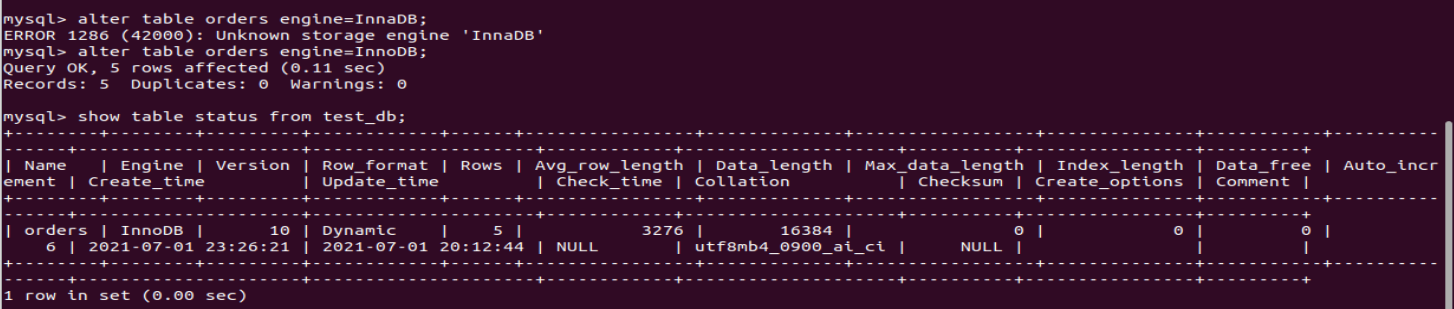 mysql> alter table orders engine=InnaDB;
ERROR 1286 (42000): Unknown storage engine 'InnaDB'
mysql> alter table orders engine=InnoDB;
Query OK, 5 rows affected (0.11 sec)
Records: 5  Duplicates: 0  Warnings: 0

mysql> show table status from test_db;
+--------+--------+---------+------------+------+----------------+-------------+-----------------+--------------+-----------+----------
------+---------------------+---------------------+------------+--------------------+----------+----------------+---------+
| Name   | Engine | Version | Row_format | Rows | Avg_row_length | Data_length | Max_data_length | Index_length | Data_free | Auto_incr
ement | Create_time         | Update_time         | Check_time | Collation          | Checksum | Create_options | Comment |
+--------+--------+---------+------------+------+----------------+-------------+-----------------+--------------+-----------+----------
------+---------------------+---------------------+------------+--------------------+----------+----------------+---------+
| orders | InnoDB |      10 | Dynamic    |    5 |           3276 |       16384 |               0 |            0 |         0 |
    6 | 2021-07-01 23:26:21 | 2021-07-01 20:12:44 | NULL       | utf8mb4_0900_ai_ci |     NULL |                |         |
+--------+--------+---------+------------+------+----------------+-------------+-----------------+--------------+-----------+----------
------+---------------------+---------------------+------------+--------------------+----------+----------------+---------+
1 row in set (0.00 sec)